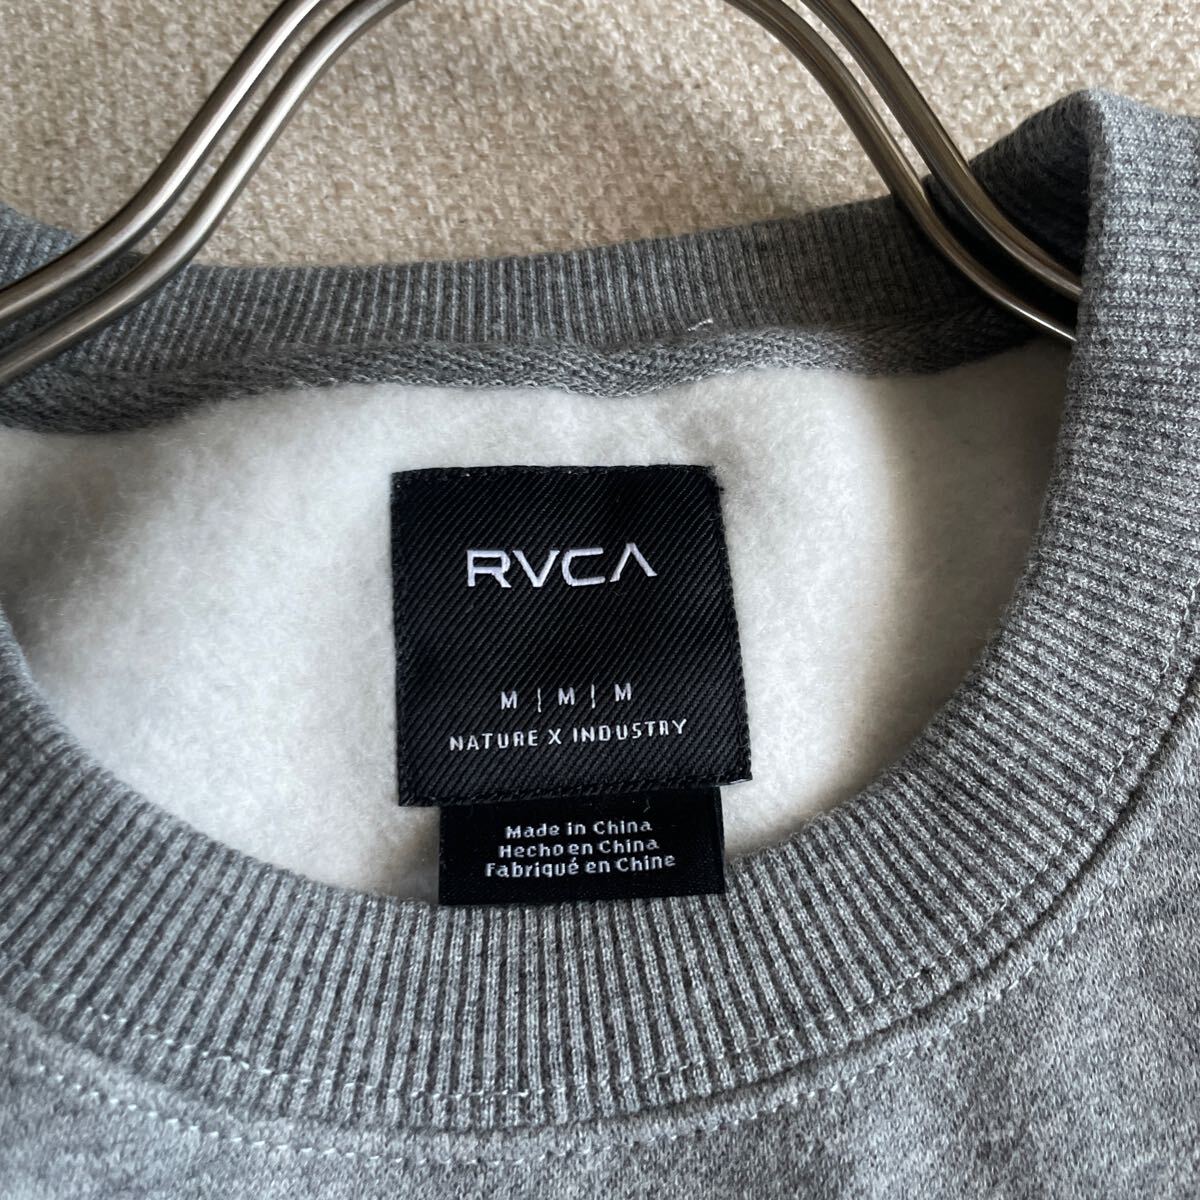 RVCA
M | M | M
NATURE X INDUSTRY
Made in China
Hecho en China
Fabriqué en Chine